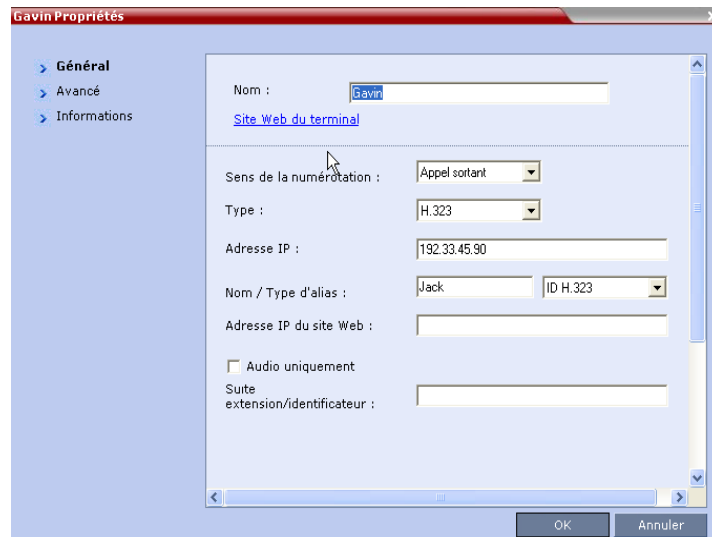 Gavin Propriétés
Général
Avancé
Informations
Nom :
Gavin
Site Web du terminal
Sens de la numérotation :
Appel sortant
Type :
H.323
Adresse IP :
192.33.45.90
Nom / Type d'alias :
Jack
ID H.323
Adresse IP du site Web :
Audio uniquement
Suite
extension/identificateur :
OK
Annuler